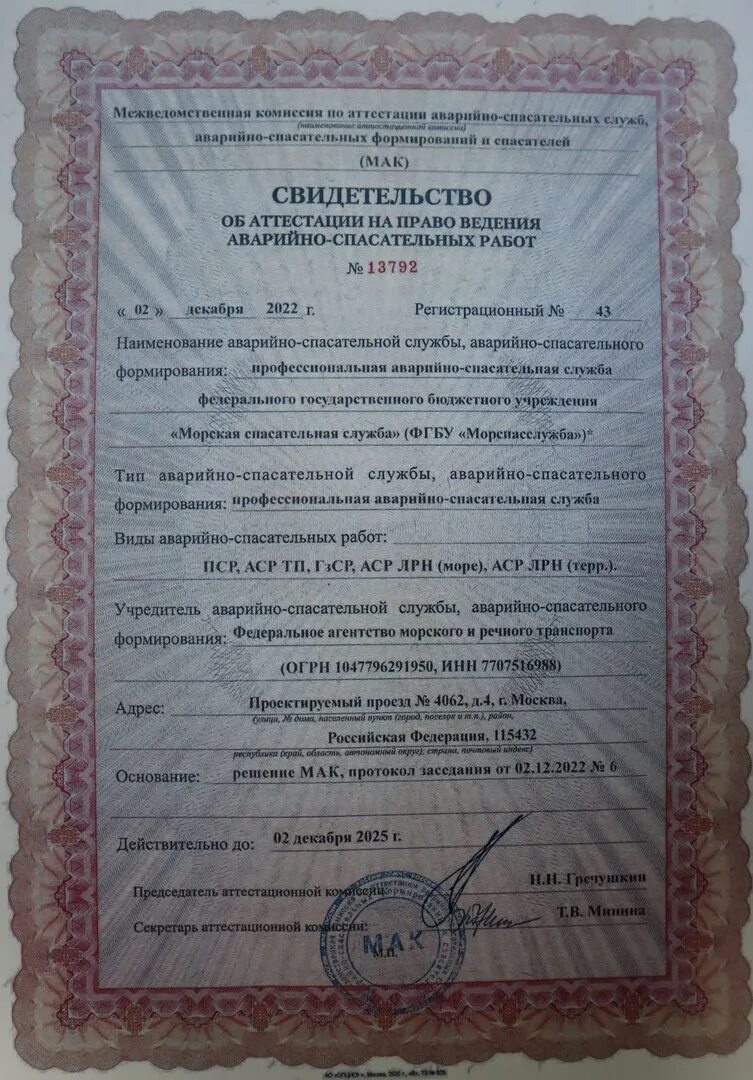 Межведомственная комиссия по аттестации аварийно-спасательных служб,
(наименование аттестационной комиссии)
аварийно-спасательных формирований и спасателей
(МАК)
СВИДЕТЕЛЬСТВО
ОБ АТТЕСТАЦИИ НА ПРАВО ВЕДЕНИЯ
АВАРИЙНО-СПАСАТЕЛЬНЫХ РАБОТ
№ 13792
« 02 » декабря 2022 г. Регистрационный № 43
Наименование аварийно-спасательной службы, аварийно-спасательного
формирования: профессиональная аварийно-спасательная служба
федерального государственного бюджетного учреждения
«Морская спасательная служба» (ФГБУ «Морспасслужба»)*
Тип аварийно-спасательной службы, аварийно-спасательного
формирования: профессиональная аварийно-спасательная служба
Виды аварийно-спасательных работ:
ПСР, АСР ТП, ГзСР, АСР ЛРН (море), АСР ЛРН (терр.).
Учредитель аварийно-спасательной службы, аварийно-спасательного
формирования: Федеральное агентство морского и речного транспорта
(ОГРН 1047796291950, ИНН 7707516988)
Адрес: Проектируемый проезд № 4062, д.4, г. Москва,
(улица, № дома, населенный пункт (город, поселок и т.п.), район,
Российская Федерация, 115432
республика (край, область, автономный округ), страна, почтовый индекс)
Основание: решение МАК, протокол заседания от 02.12.2022 № 6
Действительно до: 02 декабря 2025 г.
Председатель аттестационной комиссии: Н.Н. Гречушкин
Секретарь аттестационной комиссии: Т.В. Минина
МАК
М.П.